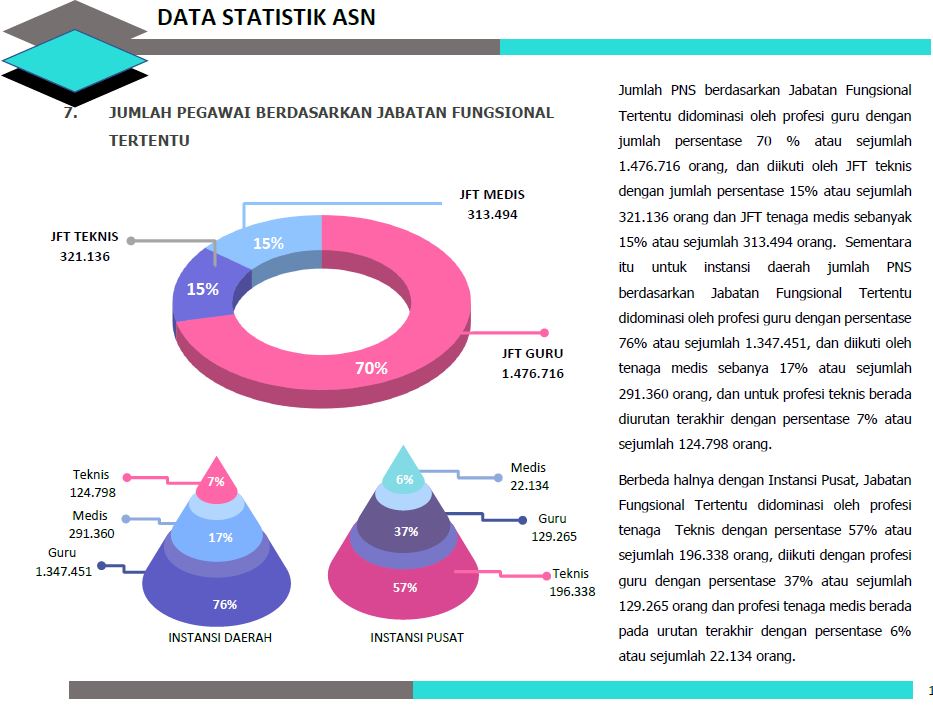 DATA STATISTIK ASN
7. JUMLAH PEGAWAI BERDASARKAN JABATAN FUNGSIONAL
TERTENTU
JFT MEDIS
313.494
JFT TEKNIS
321.136
15%
15%
JFT GURU
1.476.716
70%
Teknis
124.798
7%
Medis
291.360
17%
Guru
1.347.451
76%
INSTANSI DAERAH
Medis
22.134
6%
Guru
129.265
37%
Teknis
196.338
57%
INSTANSI PUSAT
Jumlah PNS berdasarkan Jabatan Fungsional
Tertentu didominasi oleh profesi guru dengan
jumlah persentase 70 % atau sejumlah
1.476.716 orang, dan diikuti oleh JFT teknis
dengan jumlah persentase 15% atau sejumlah
321.136 orang dan JFT tenaga medis sebanyak
15% atau sejumlah 313.494 orang. Sementara
itu untuk instansi daerah jumlah PNS
berdasarkan Jabatan Fungsional Tertentu
didominasi oleh profesi guru dengan persentase
76% atau sejumlah 1.347.451, dan diikuti oleh
tenaga medis sebanya 17% atau sejumlah
291.360 orang, dan untuk profesi teknis berada
diurutan terakhir dengan persentase 7% atau
sejumlah 124.798 orang.
Berbeda halnya dengan Instansi Pusat, Jabatan
Fungsional Tertentu didominasi oleh profesi
tenaga Teknis dengan persentase 57% atau
sejumlah 196.338 orang, diikuti dengan profesi
guru dengan persentase 37% atau sejumlah
129.265 orang dan profesi tenaga medis berada
pada urutan terakhir dengan persentase 6%
atau sejumlah 22.134 orang.